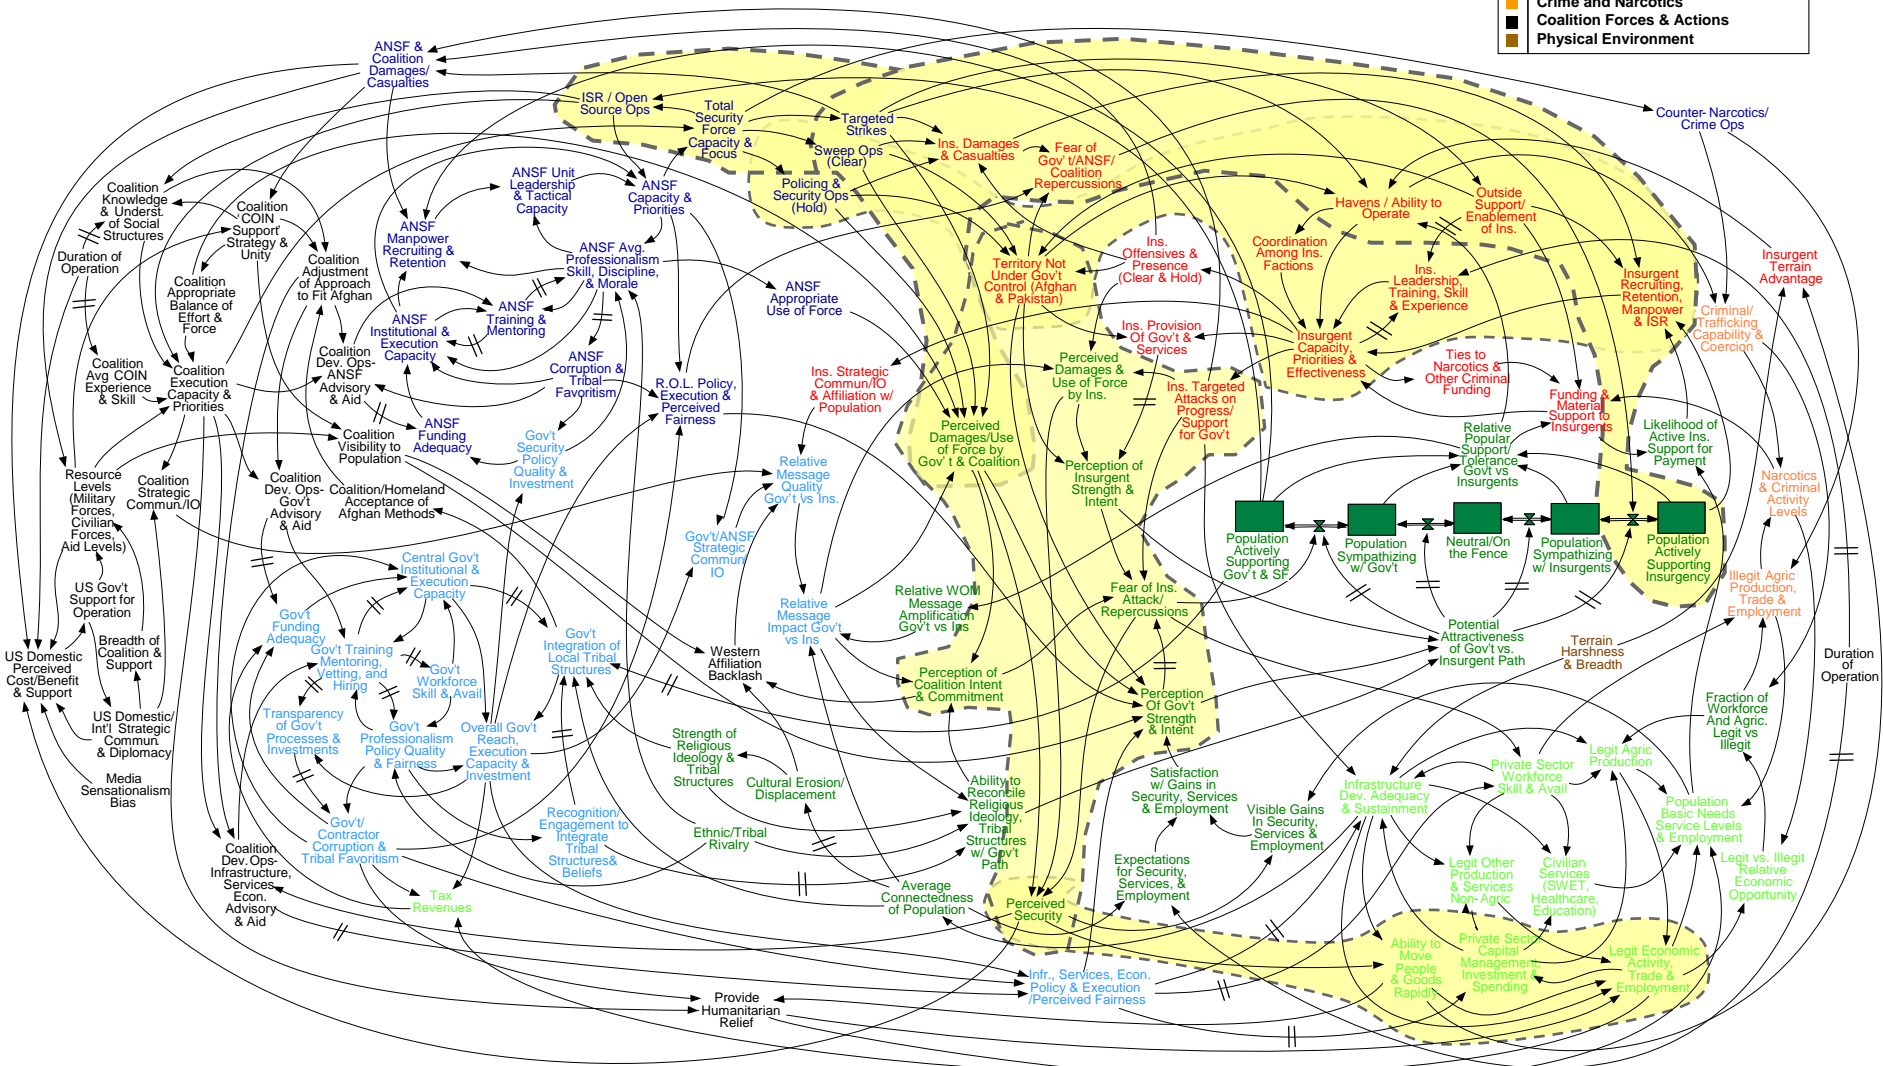 Crime and Narcotics
Coalition Forces & Actions
Physical Environment
ANSF &
Coalition
Damages/
Casualties
ISR / Open
Source Ops
Total
Security
Force
Capacity &
Focus
Targeted
Strikes
Sweep Ops
(Clear)
Policing &
Security Ops
(Hold)
Ins. Damages
& Casualties
Fear of
Gov't/ANSF/
Coalition
Repercussions
Counter- Narcotics/
Crime Ops
Coalition
Knowledge
& Underst.
of Social
Structures
Coalition
COIN
Support
Strategy &
Unity
Duration of
Operation
Coalition
Appropriate
Balance of
Effort &
Force
Coalition
Adjustment
of Approach
to Fit Afghan
ANSF Unit
Leadership
& Tactical
Capacity
ANSF
Capacity &
Priorities
ANSF
Manpower
Recruiting &
Retention
ANSF Avg.
Professionalism
Skill, Discipline,
& Morale
ANSF
Appropriate
Use of Force
ANSF
Training &
Mentoring
ANSF
Institutional &
Execution
Capacity
ANSF
Corruption &
Tribal
Favoritism
R.O.L. Policy,
Execution &
Perceived
Fairness
Coalition
Avg COIN
Experience
& Skill
Coalition
Execution
Capacity &
Priorities
Coalition
Dev. Ops-
ANSF
Advisory
& Aid
ANSF
Funding
Adequacy
Gov't
Security
Policy
Quality &
Investment
Coalition
Visibility to
Population
Territory Not
Under Gov't
Control (Afghan
& Pakistan)
Ins.
Offensives &
Presence
(Clear & Hold)
Ins. Provision
Of Gov't &
Services
Havens / Ability to
Operate
Outside
Support/
Enablement
of Ins.
Coordination
Among Ins.
Factions
Ins.
Leadership,
Training, Skill
& Experience
Insurgent
Recruiting,
Retention,
Manpower
& ISR
Insurgent
Terrain
Advantage
Criminal/
Trafficking
Capability &
Coercion
Insurgent
Capacity,
Priorities &
Effectiveness
Ties to
Narcotics &
Other Criminal
Funding
Funding &
Material
Support to
Insurgents
Ins. Strategic
Commun/IO
& Affiliation w/
Population
Perceived
Damages &
Use of Force
by Ins.
Ins. Targeted
Attacks on
Progress/
Support
for Gov't
Perceived
Damages/Use
of Force by
Gov't & Coalition
Perception of
Insurgent
Strength &
Intent
Relative
Popular
Support/
Tolerance
Gov't vs
Insurgents
Likelihood of
Active Ins.
Support for
Payment
Narcotics
& Criminal
Activity
Levels
Resource
Levels
(Military
Forces,
Civilian
Forces,
Aid Levels)
Coalition
Strategic
Commun./IO
Coalition
Dev. Ops-
Gov't
Advisory
& Aid
Coalition/Homeland
Acceptance of
Afghan Methods
Relative
Message
Quality
Gov't vs Ins.
Gov't/ANSF
Strategic
Commun
IO
Population
Actively
Supporting
Gov't & SF
Population
Sympathizing
w/ Gov't
Neutral/On
the Fence
Population
Sympathizing
w/ Insurgents
Population
Actively
Supporting
Insurgency
US Gov't
Support for
Operation
Breadth of
Coalition &
Support
US Domestic
Perceived
Cost/Benefit
& Support
US Domestic/
Int'l Strategic
Commun.
& Diplomacy
Media
Sensationalism
Bias
Central Gov't
Institutional &
Execution
Capacity
Gov't
Funding
Adequacy
Gov't Training
Mentoring,
Vetting, and
Hiring
Gov't
Workforce
Skill & Avail
Gov't
Integration of
Local Tribal
Structures
Transparency
of Gov't
Processes &
Investments
Gov't
Professionalism
Policy Quality
& Fairness
Overall Gov't
Reach,
Execution
Capacity &
Investment
Relative
Message
Impact Gov't
vs Ins
Relative WOM
Message
Amplification
Gov't vs Ins
Fear of Ins.
Attack/
Repercussions
Western
Affiliation
Backlash
Perception of
Coalition Intent
& Commitment
Perception
Of Gov't
Strength
& Intent
Potential
Attractiveness
of Gov't vs.
Insurgent Path
Terrain
Harshness
& Breadth
Illegit Agric
Production,
Trade &
Employment
Duration
of
Operation
Fraction of
Workforce
And Agric.
Legit vs
Illegit
Strength of
Religious
Ideology &
Tribal
Structures
Cultural Erosion/
Displacement
Ethnic/Tribal
Rivalry
Ability to
Reconcile
Religious
Ideology,
Tribal
Structures
w/ Gov't
Path
Satisfaction
w/ Gains in
Security, Services
& Employment
Visible Gains
In Security,
Services &
Employment
Infrastructure
Dev. Adequacy
& Sustainment
Private Sector
Workforce
Skill & Avail
Legit Agric
Production
Population
Basic Needs
Service Levels
& Employment
Gov't/
Contractor
Corruption &
Tribal Favoritism
Recognition/
Engagement to
Integrate
Tribal
Structures&
Beliefs
Coalition
Dev. Ops-
Infrastructure,
Services
Econ.
Advisory
& Aid
Tax
Revenues
Average
Connectedness
of Population
Perceived
Security
Expectations
for Security,
Services, &
Employment
Legit Other
Production
& Services
Non- Agric
Civilian
Services
(SWET,
Healthcare,
Education)
Legit vs. Illegit
Relative
Economic
Opportunity
Ability to
Move
People
& Goods
Rapidly
Private Sector
Capital
Management,
Investment &
Spending
Legit Economic
Activity,
Trade &
Employment
Infr., Services, Econ.
Policy & Execution
/Perceived Fairness
Provide
Humanitarian
Relief